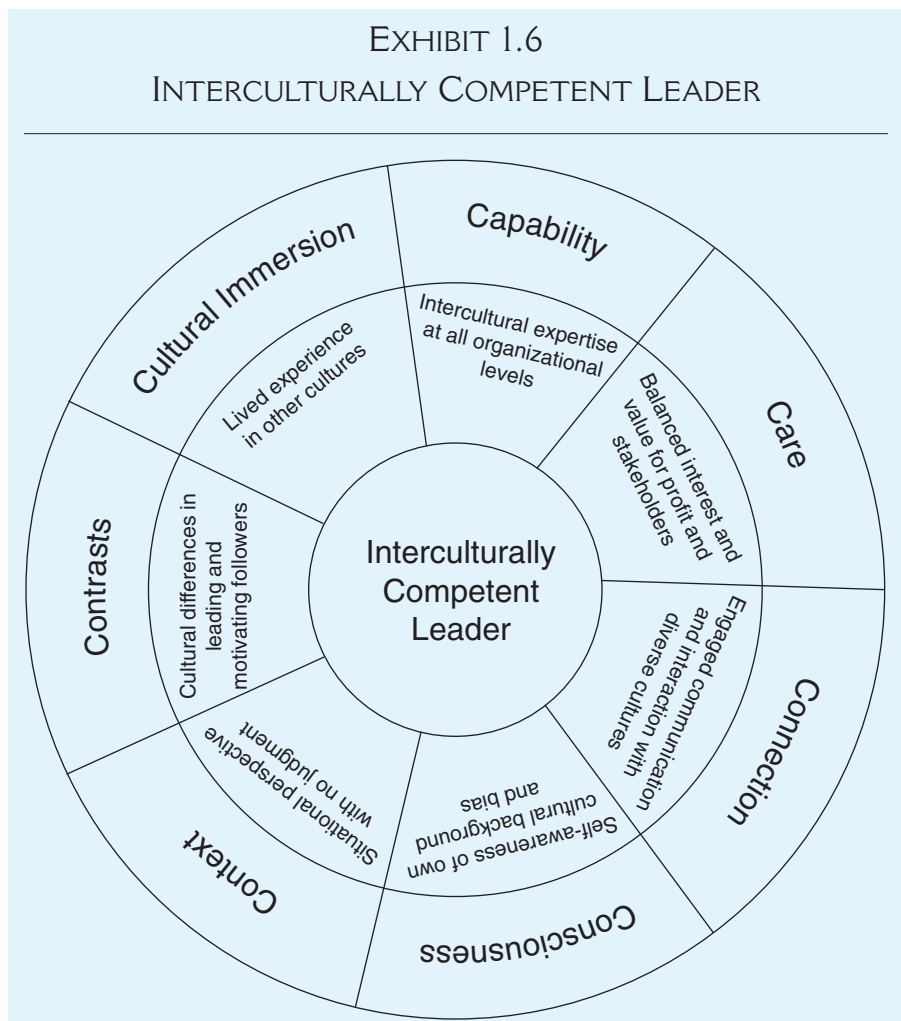 EXHIBIT 1.6
INTERCULTURALLY COMPETENT LEADER
Capability
Intercultural expertise
at all organizational
levels
Care
Balanced interest and
value for profit and
stakeholders
Connection
Engaged communication
and interaction with
diverse cultures
Consciousness
Self-awareness of own
cultural background
and bias
Context
Situational perspective
with no judgment
Contrasts
Cultural differences in
leading and
motivating followers
Cultural Immersion
Lived experience
in other cultures
Interculturally
Competent
Leader